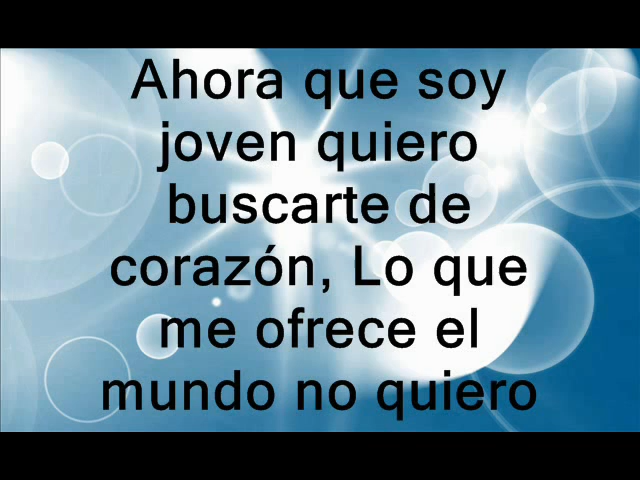 Ahora que soy
joven quiero
buscarte de
corazón, Lo que
me ofrece el
mundo no quiero